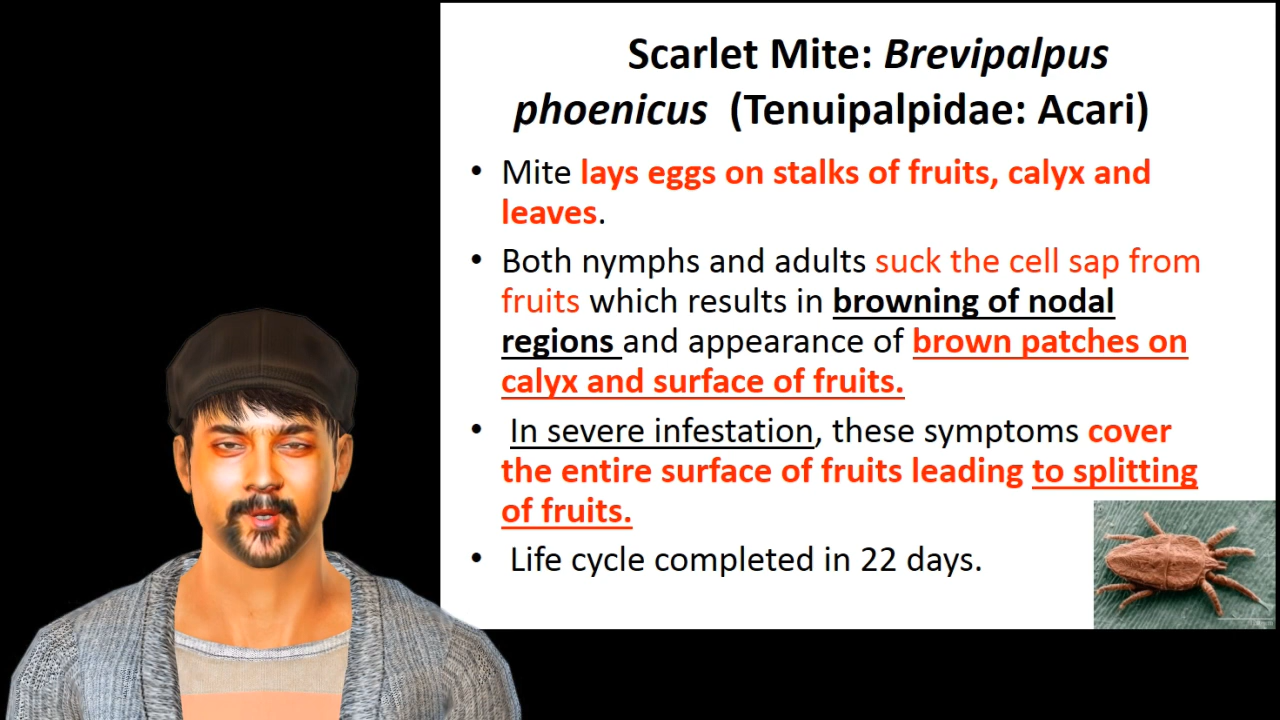 Scarlet Mite: Brevipalpus
phoenicus (Tenuipalpidae: Acari)
• Mite lays eggs on stalks of fruits, calyx and
leaves.
• Both nymphs and adults suck the cell sap from
fruits which results in browning of nodal
regions and appearance of brown patches on
calyx and surface of fruits.
• In severe infestation, these symptoms cover
the entire surface of fruits leading to splitting
of fruits.
• Life cycle completed in 22 days.